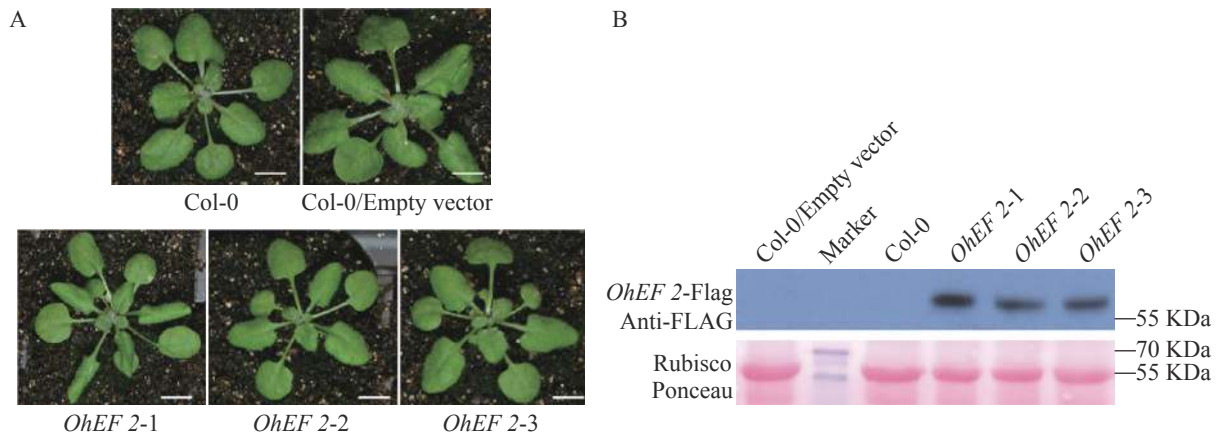 A
B
Col-0
Col-0/Empty vector
OhEF 2-1
OhEF 2-2
OhEF 2-3
Col-0/Empty vector
Marker
Col-0
OhEF 2-1
OhEF 2-2
OhEF 2-3
OhEF 2-Flag
Anti-FLAG
55 KDa
Rubisco
Ponceau
70 KDa
55 KDa